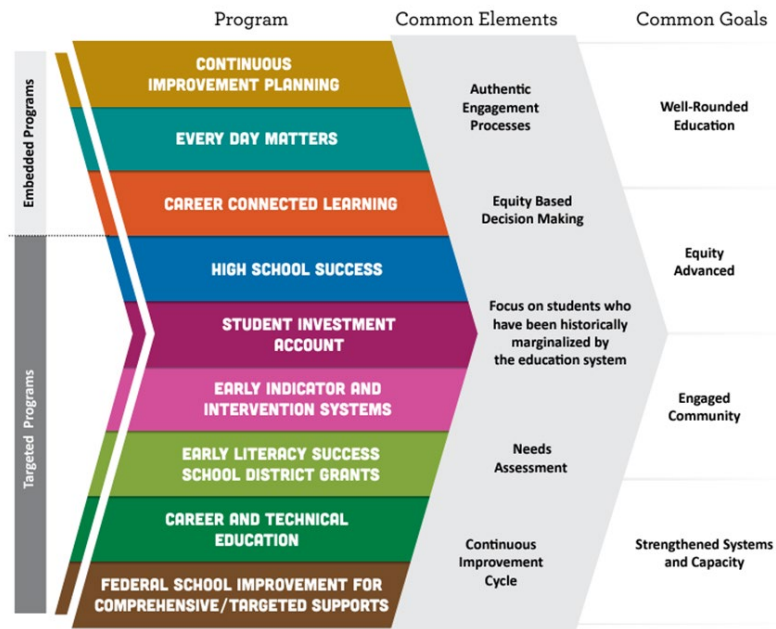 Program
Common Elements
Common Goals
Embedded Programs
Targeted Programs
CONTINUOUS
IMPROVEMENT PLANNING
EVERY DAY MATTERS
CAREER CONNECTED LEARNING
HIGH SCHOOL SUCCESS
STUDENT INVESTMENT
ACCOUNT
EARLY INDICATOR AND
INTERVENTION SYSTEMS
EARLY LITERACY SUCCESS
SCHOOL DISTRICT GRANTS
CAREER AND TECHNICAL
EDUCATION
FEDERAL SCHOOL IMPROVEMENT FOR
COMPREHENSIVE/TARGETED SUPPORTS
Authentic
Engagement
Processes
Equity Based
Decision Making
Focus on students who
have been historically
marginalized by
the education system
Needs
Assessment
Continuous
Improvement
Cycle
Well-Rounded
Education
Equity
Advanced
Engaged
Community
Strengthened Systems
and Capacity